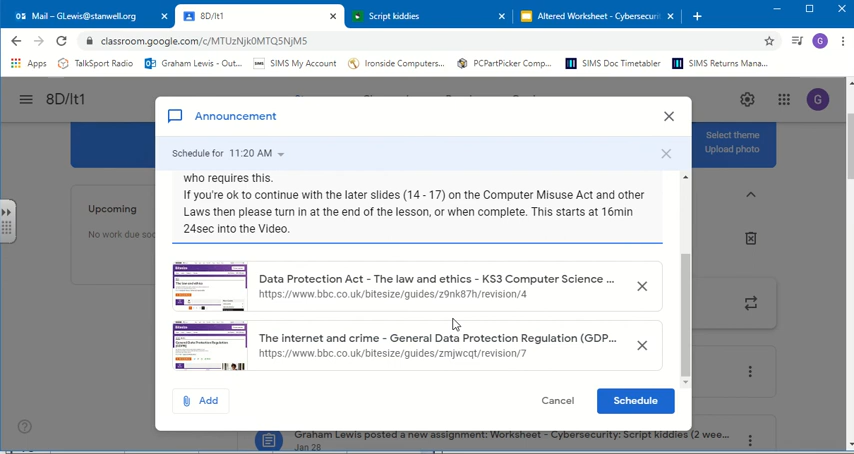 Mail – GLewis@stanwell.org
8D/It1
Script kiddies
Altered Worksheet - Cybersecurit
classroom.google.com/c/MTUzNjk0MTQ5NjM5
Apps
TalkSport Radio
Graham Lewis - Out...
SIMS My Account
Ironside Computers...
PCPartPicker Comp...
SIMS Doc Timetabler
SIMS Returns Mana...
8D/It1
G
Announcement
Select theme
Upload photo
Schedule for 11:20 AM
who requires this.
If you're ok to continue with the later slides (14 - 17) on the Computer Misuse Act and other
Laws then please turn in at the end of the lesson, or when complete. This starts at 16min
24sec into the Video.
Upcoming
No work due soo
Data Protection Act - The law and ethics - KS3 Computer Science ...
https://www.bbc.co.uk/bitesize/guides/z9nk87h/revision/4
The internet and crime - General Data Protection Regulation (GDP...
https://www.bbc.co.uk/bitesize/guides/zmjwcqt/revision/7
Add
Cancel
Schedule
Graham Lewis posted a new assignment: Worksheet - Cybersecurity: Script kiddies (2 wee...
Jan 28